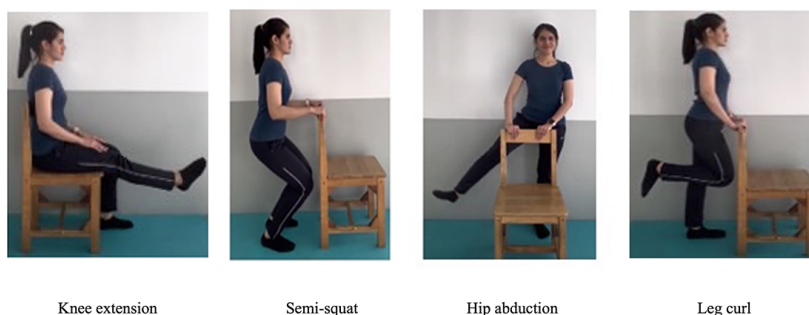 Knee extension
Semi-squat
Hip abduction
Leg curl